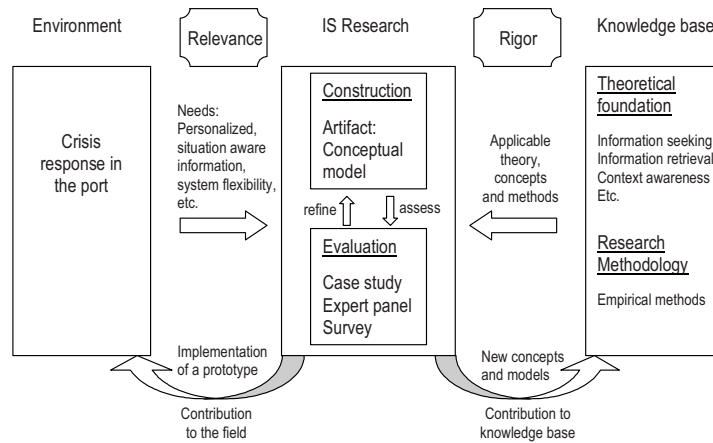 Environment
Relevance
IS Research
Rigor
Knowledge base
Crisis
response in
the port
Needs:
Personalized,
situation aware
information,
system flexibility,
etc.
Construction
Artifact:
Conceptual
model
refine
assess
Evaluation
Case study
Expert panel
Survey
Applicable
theory,
concepts
and methods
Theoretical
foundation
Information seeking
Information retrieval
Context awareness
Etc.
Research
Methodology
Empirical methods
Implementation
of a prototype
Contribution
to the field
New concepts
and models
Contribution to
knowledge base